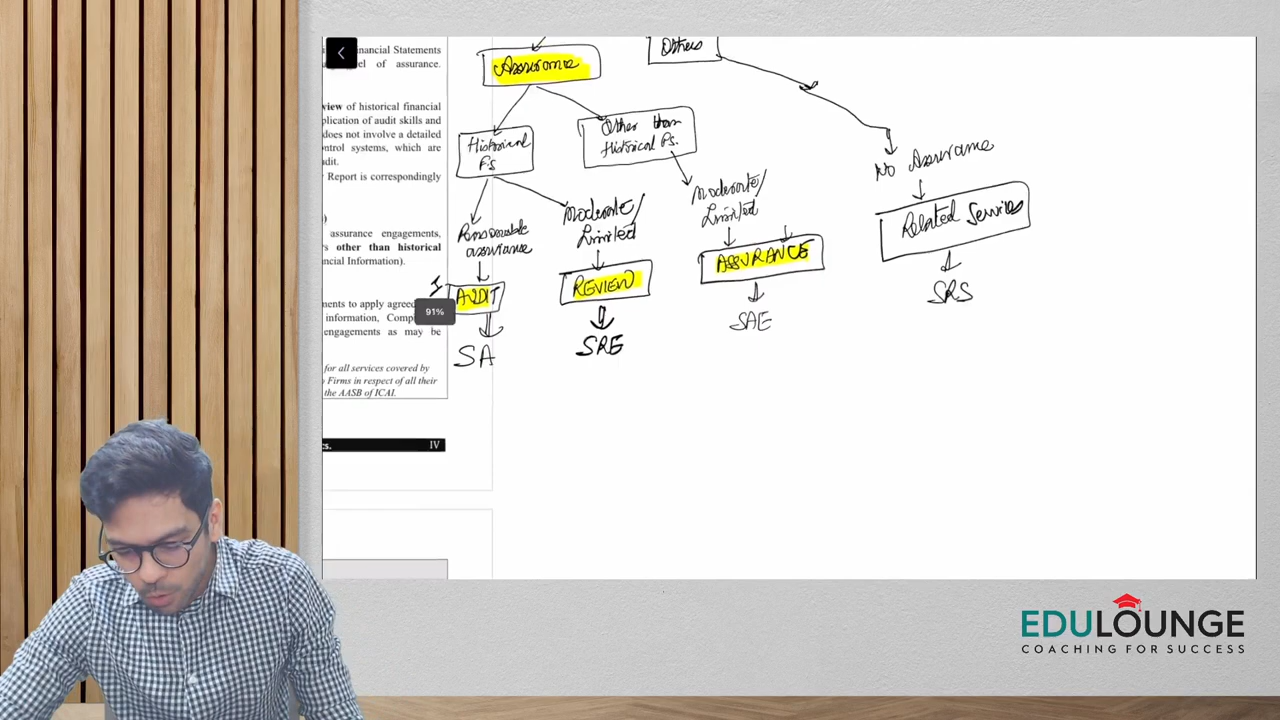 Others
Assurance
inancial Statements
el of assurance.
view of historical financial
plication of audit skills and
does not involve a detailed
ntrol systems, which are
dit.
Report is correspondingly
assurance engagements,
other than historical
ncial Information).
nents to apply agreed
information, Comp
engagements as may be
for all services covered by
Firms in respect of all their
the AASB of ICAI.
IV
Historical
FS
Other than
Historical FS.
Reasonable
assurance
Moderate/
Limited
Moderate/
Limited
No Assurance
AUDIT
REVIEW
ASSURANCE
Related Services
91%
SA
SRE
SAE
SRS
EDULOUNGE
COACHING FOR SUCCESS